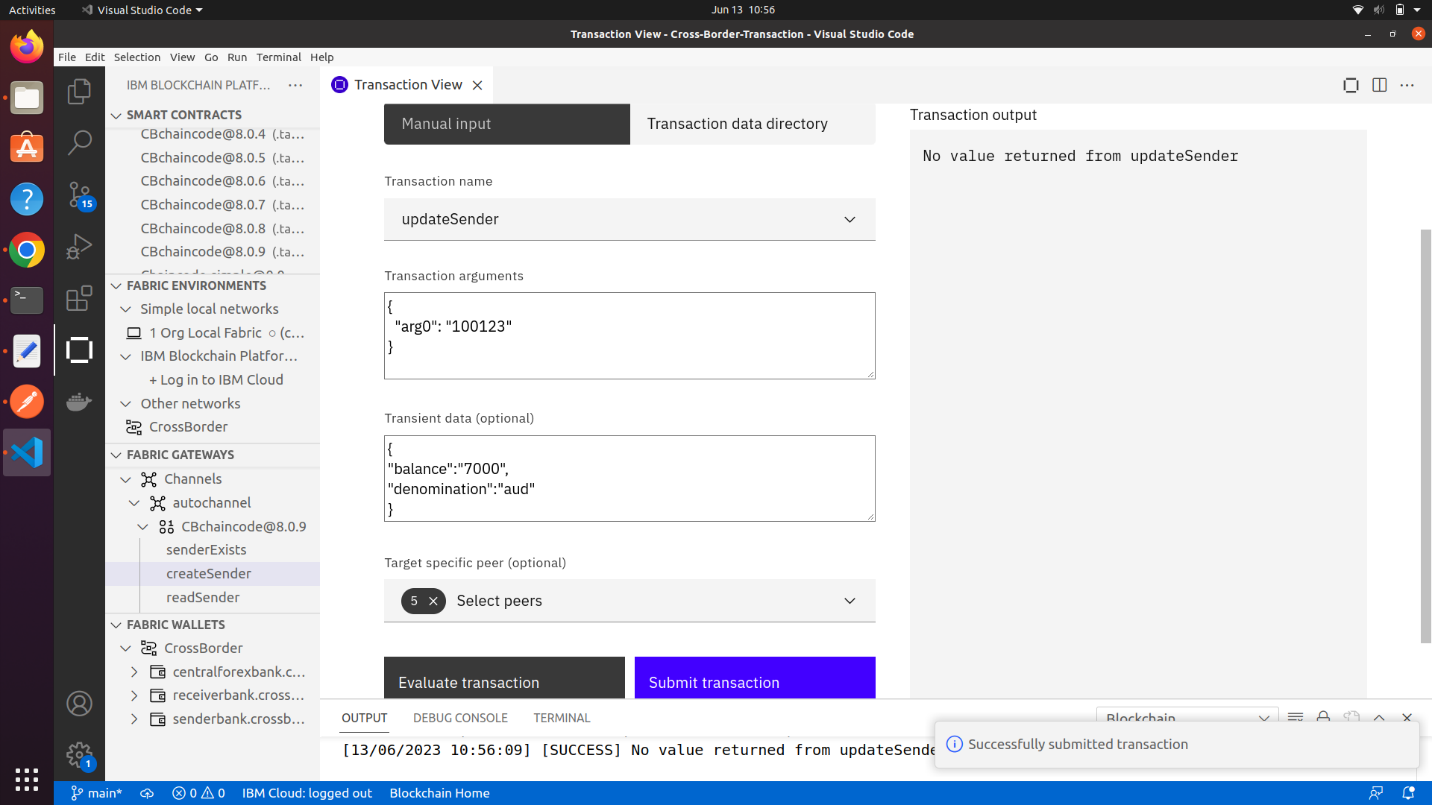 Activities
Visual Studio Code
Jun 13 10:56
Transaction View - Cross-Border-Transaction - Visual Studio Code
File Edit Selection View Go Run Terminal Help
IBM BLOCKCHAIN PLATF...
Transaction View
SMART CONTRACTS
CBchaincode@8.0.4 (.ta...
CBchaincode@8.0.5 (.ta...
CBchaincode@8.0.6 (.ta...
CBchaincode@8.0.7 (.ta...
CBchaincode@8.0.8 (.ta...
CBchaincode@8.0.9 (.ta...
FABRIC ENVIRONMENTS
Simple local networks
1 Org Local Fabric ○ (c...
IBM Blockchain Platfor...
+ Log in to IBM Cloud
Other networks
CrossBorder
FABRIC GATEWAYS
Channels
autochannel
CBchaincode@8.0.9
senderExists
createSender
readSender
FABRIC WALLETS
CrossBorder
centralforexbank.c...
receiverbank.cross...
senderbank.crossb...
15
1
Manual input
Transaction data directory
Transaction name
updateSender
Transaction arguments
{
"arg0": "100123"
}
Transient data (optional)
{
"balance":"7000",
"denomination":"aud"
}
Target specific peer (optional)
5 Select peers
Evaluate transaction
Submit transaction
Transaction output
No value returned from updateSender
OUTPUT DEBUG CONSOLE TERMINAL
Blockchain
[13/06/2023 10:56:09] [SUCCESS] No value returned from updateSende
Successfully submitted transaction
main* 0 0 IBM Cloud: logged out Blockchain Home